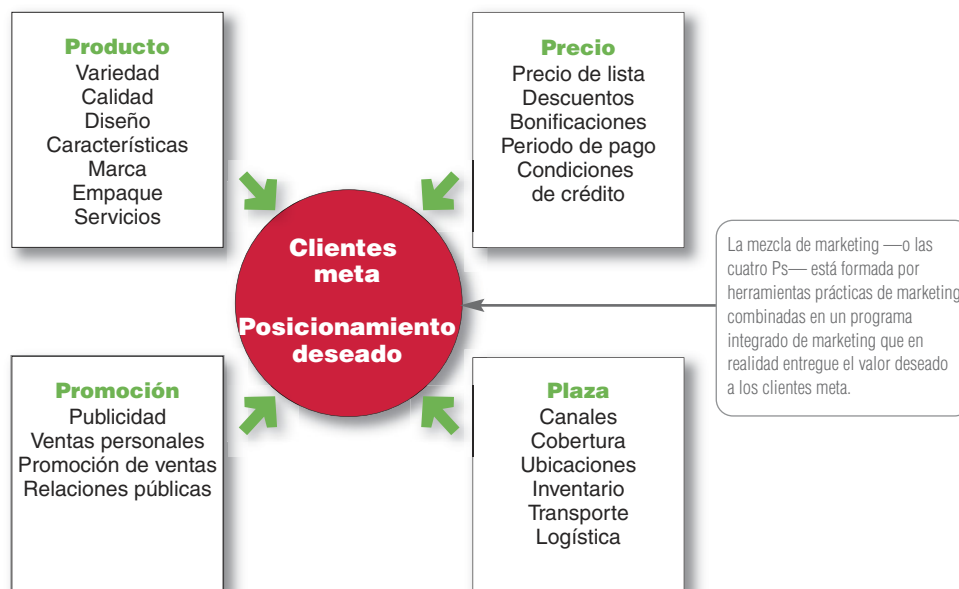 Producto
Variedad
Calidad
Diseño
Características
Marca
Empaque
Servicios
Precio
Precio de lista
Descuentos
Bonificaciones
Periodo de pago
Condiciones
de crédito
Clientes
meta
Posicionamiento
deseado
La mezcla de marketing —o las
cuatro Ps— está formada por
herramientas prácticas de marketing
combinadas en un programa
integrado de marketing que en
realidad entregue el valor deseado
a los clientes meta.
Promoción
Publicidad
Ventas personales
Promoción de ventas
Relaciones públicas
Plaza
Canales
Cobertura
Ubicaciones
Inventario
Transporte
Logística